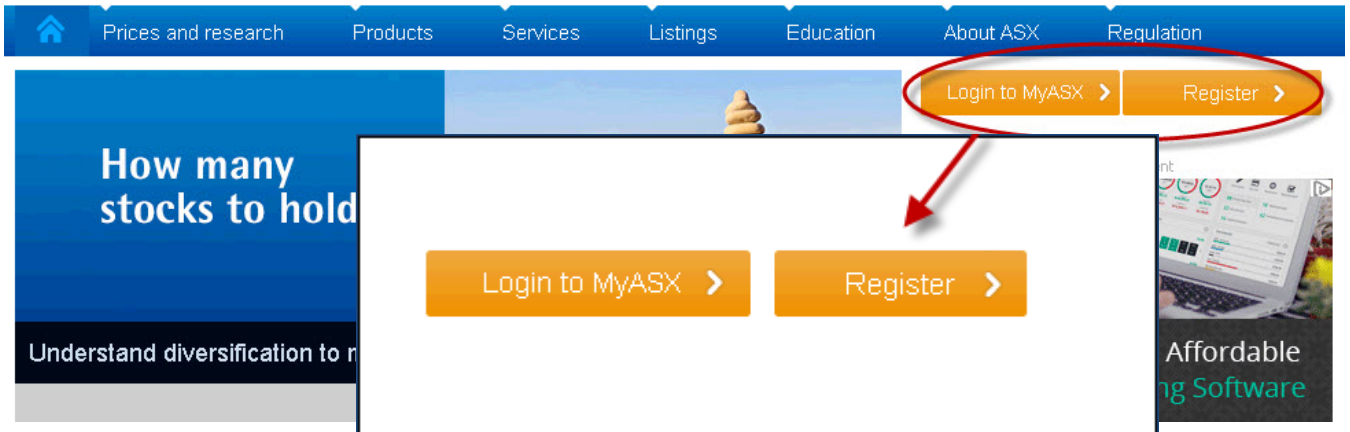 Prices and research Products Services Listings Education About ASX Regulation
Login to MyASX Register
How many
stocks to hold
Login to MyASX Register
Understand diversification to
Affordable
Software